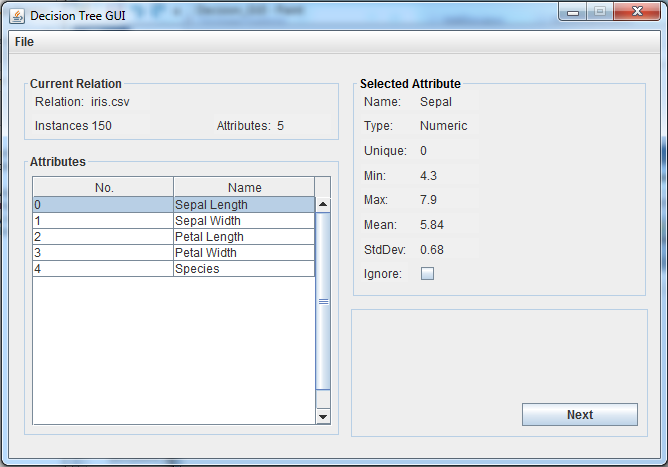 Decision Tree GUI
File
Current Relation
Relation: iris.csv
Instances 150 Attributes: 5
Attributes
No. Name
0 Sepal Length
1 Sepal Width
2 Petal Length
3 Petal Width
4 Species
Selected Attribute
Name: Sepal
Type: Numeric
Unique: 0
Min: 4.3
Max: 7.9
Mean: 5.84
StdDev: 0.68
Ignore:
Next